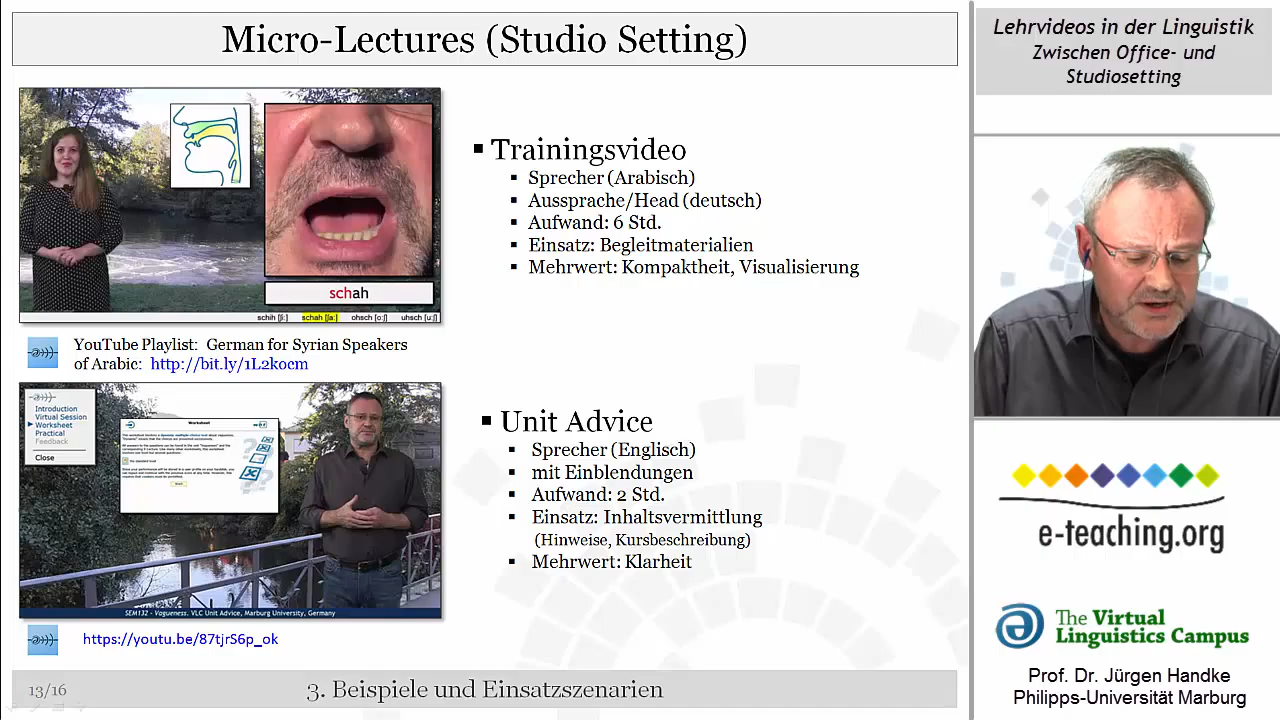 Micro-Lectures (Studio Setting)
schah
schih [ʃiː] schah [ʃaː] ohsch [oːʃ] uhsch [uːʃ]
YouTube Playlist: German for Syrian Speakers
of Arabic: http://bit.ly/1L2kocm
▪ Trainingsvideo
▪ Sprecher (Arabisch)
▪ Aussprache/Head (deutsch)
▪ Aufwand: 6 Std.
▪ Einsatz: Begleitmaterialien
▪ Mehrwert: Kompaktheit, Visualisierung
Introduction
Virtual Session
Worksheet
Practical
Feedback
Close
Worksheet
SEM132 - Vagueness. VLC Unit Advice, Marburg University, Germany
https://youtu.be/87tjrS6p_ok
▪ Unit Advice
▪ Sprecher (Englisch)
▪ mit Einblendungen
▪ Aufwand: 2 Std.
▪ Einsatz: Inhaltsvermittlung
(Hinweise, Kursbeschreibung)
▪ Mehrwert: Klarheit
13/16
3. Beispiele und Einsatzszenarien
Lehrvideos in der Linguistik
Zwischen Office- und
Studiosetting
e-teaching.org
The Virtual
Linguistics Campus
Prof. Dr. Jürgen Handke
Philipps-Universität Marburg